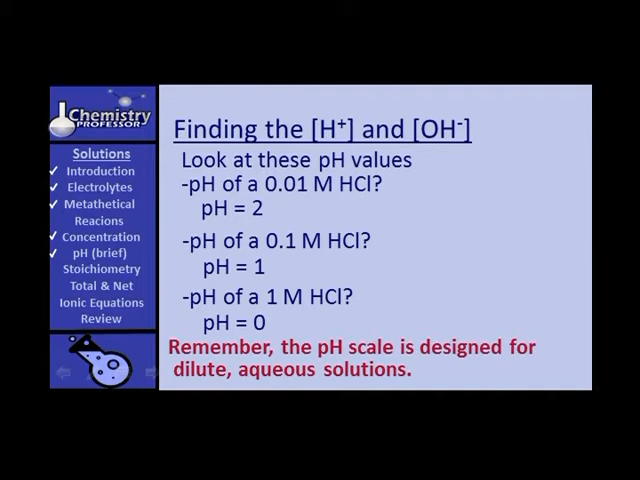 Chemistry
PROFESSOR
Solutions
Introduction
Electrolytes
Metathetical
Reacions
Concentration
pH (brief)
Stoichiometry
Total & Net
Ionic Equations
Review
Finding the [H⁺] and [OH⁻]
Look at these pH values
-pH of a 0.01 M HCl?
pH = 2
-pH of a 0.1 M HCl?
pH = 1
-pH of a 1 M HCl?
pH = 0
Remember, the pH scale is designed for
dilute, aqueous solutions.